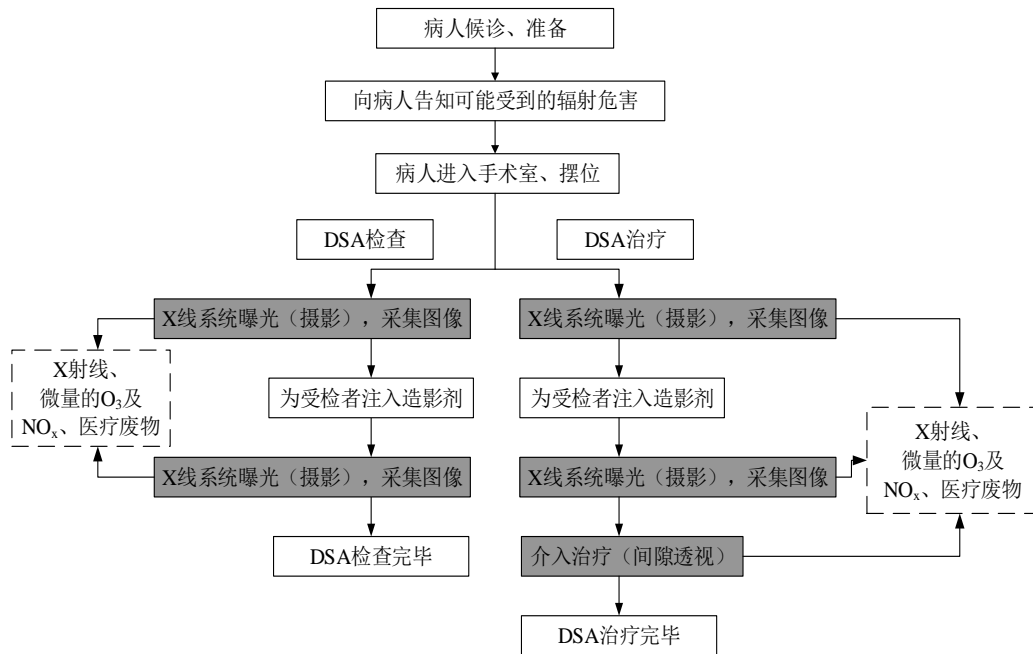 病人候诊、准备
向病人告知可能受到的辐射危害
病人进入手术室、摆位
DSA检查
DSA治疗
X线系统曝光（摄影），采集图像
X线系统曝光（摄影），采集图像
X射线、
微量的O₃及
NOₓ、医疗废物
为受检者注入造影剂
为受检者注入造影剂
X射线、
微量的O₃及
NOₓ、医疗废物
X线系统曝光（摄影），采集图像
X线系统曝光（摄影），采集图像
DSA检查完毕
介入治疗（间隙透视）
DSA治疗完毕